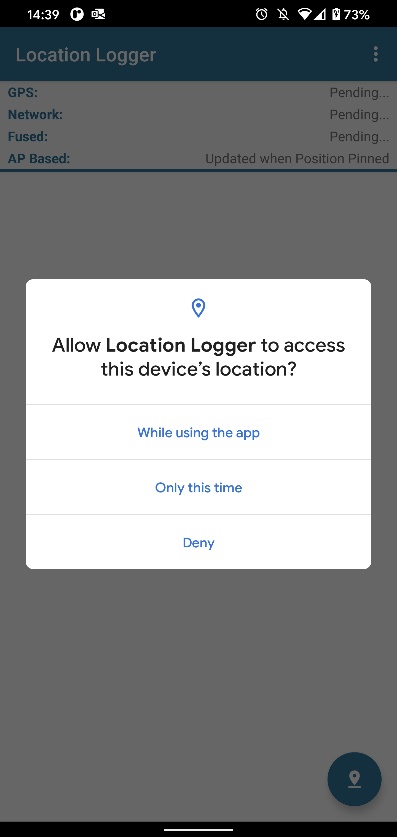 14:39
73%
Location Logger
GPS: Pending...
Network: Pending...
Fused: Pending...
AP Based: Updated when Position Pinned
Allow Location Logger to access
this device’s location?
While using the app
Only this time
Deny